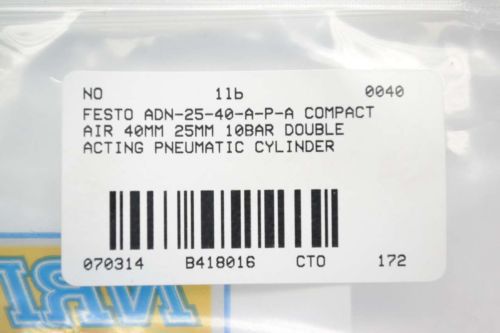 NO 11b 0040
FESTO ADN-25-40-A-P-A COMPACT
AIR 40MM 25MM 10BAR DOUBLE
ACTING PNEUMATIC CYLINDER
070314 B418016 CTO 172